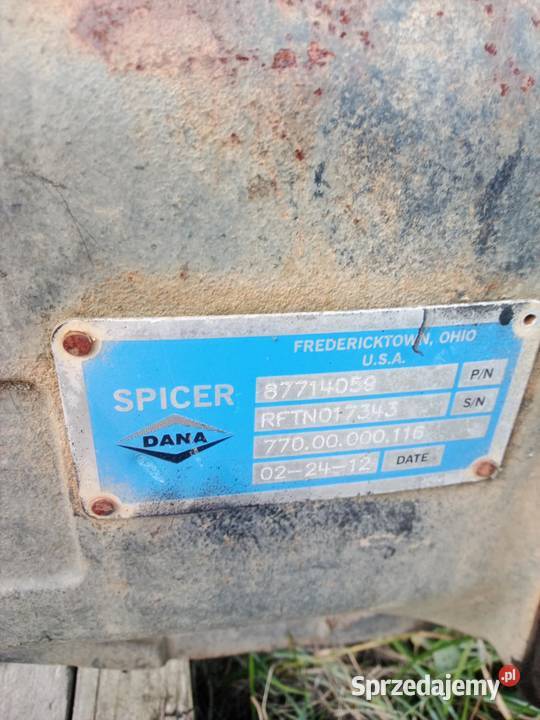 FREDERICKTOWN, OHIO
U.S.A.
SPICER
DANA
87714059 P/N
RFTN017343 S/N
770.00.000.116
02-24-12 DATE
Sprzedajemy.pl